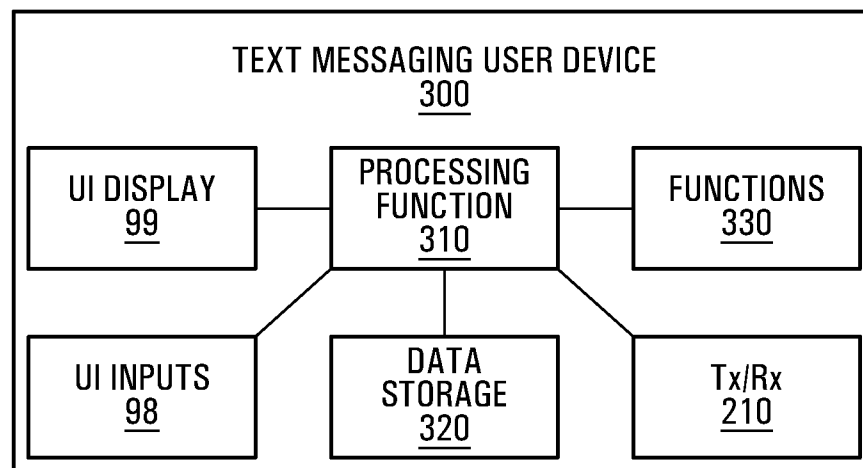 TEXT MESSAGING USER DEVICE
300
UI DISPLAY
99
PROCESSING
FUNCTION
310
FUNCTIONS
330
UI INPUTS
98
DATA
STORAGE
320
Tx/Rx
210